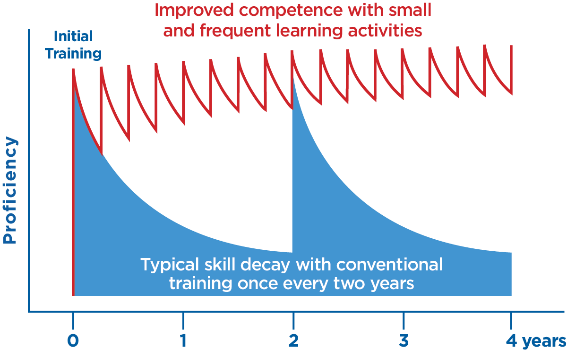 Improved competence with small
and frequent learning activities
Initial
Training
Proficiency
Typical skill decay with conventional
training once every two years
0
1
2
3
4 years